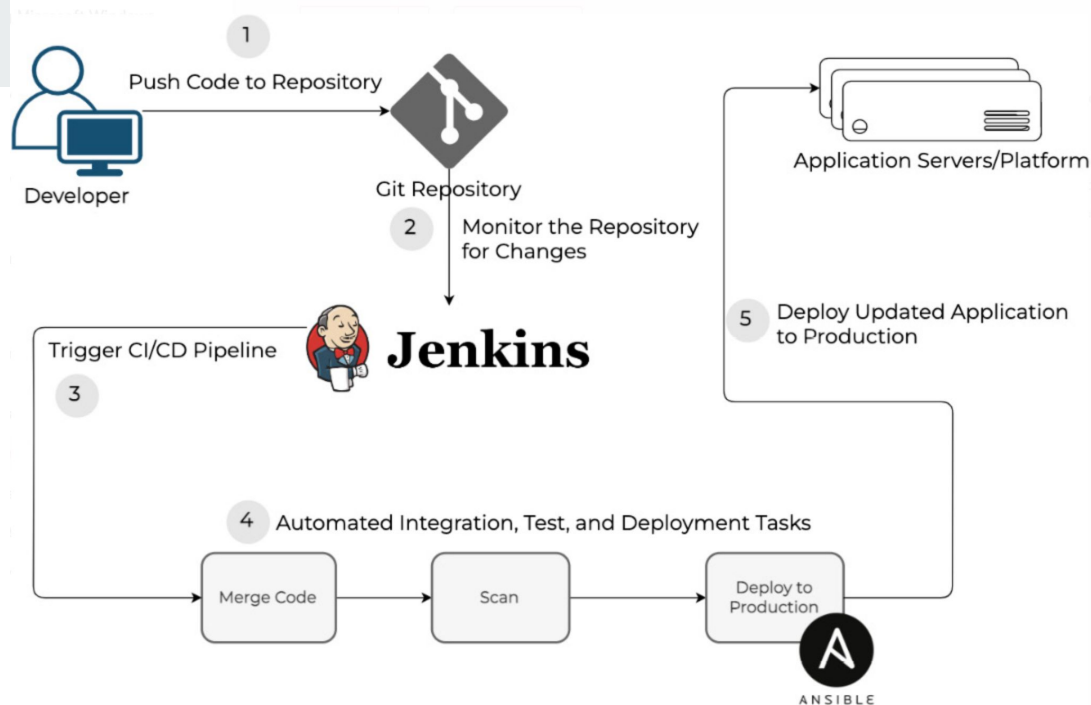 1
Push Code to Repository
Developer
Git Repository
2
Monitor the Repository
for Changes
Application Servers/Platform
Jenkins
Trigger CI/CD Pipeline
3
5
Deploy Updated Application
to Production
4
Automated Integration, Test, and Deployment Tasks
Merge Code
Scan
Deploy to
Production
A
ANSIBLE